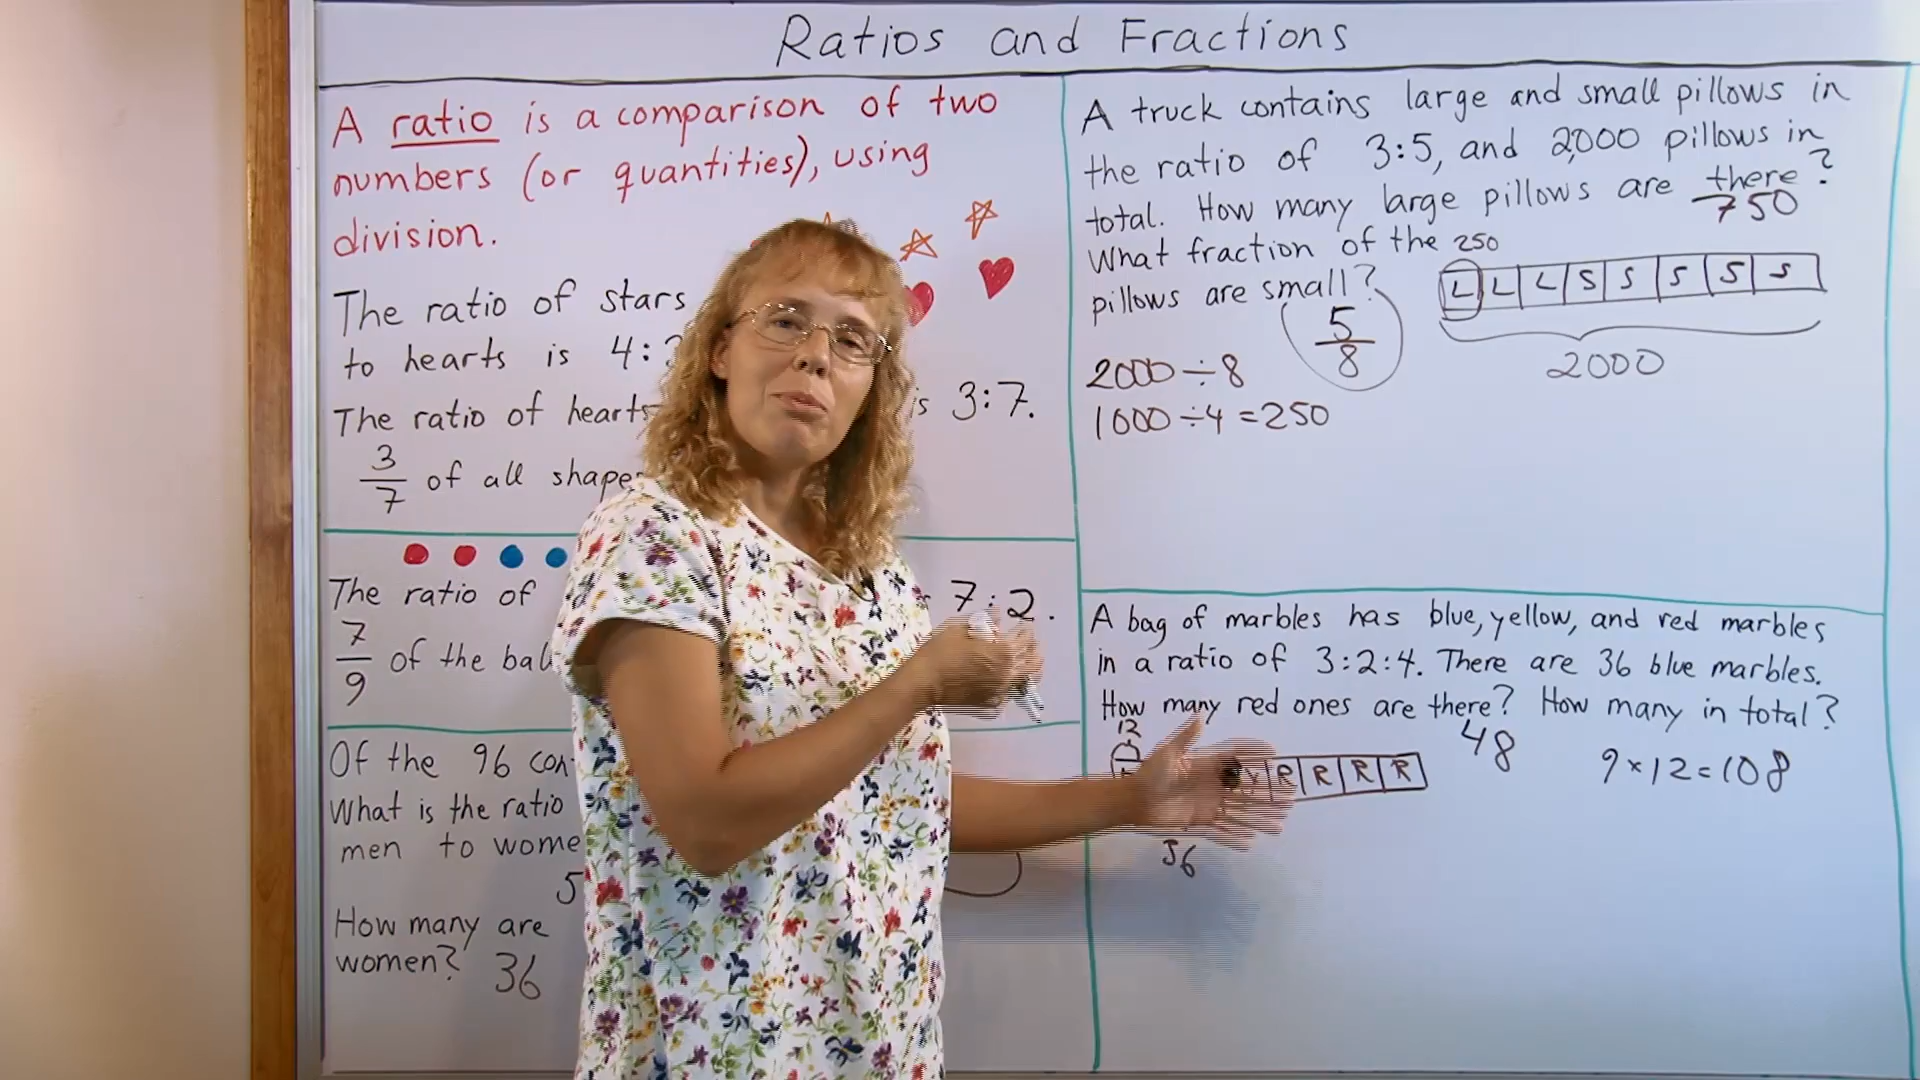 Ratios and Fractions
A ratio is a comparison of two
numbers (or quantities), using
division.
The ratio of stars
to hearts is 4:
The ratio of hearts is 3:7.
3/7 of all shapes
The ratio of 7:2.
7/9 of the
Of the 96
What is the ratio
men to
5
How many are
women? 36
A truck contains large and small pillows in
the ratio of 3:5, and 2,000 pillows in
total. How many large pillows are there?
750
What fraction of the
250
pillows are small?
L L L S S S S S
5/8
2000
2000 ÷ 8
1000 ÷ 4 = 250
A bag of marbles has blue, yellow, and red marbles
in a ratio of 3:2:4. There are 36 blue marbles.
How many red ones are there? How many in total?
12
48
9 × 12 = 108
Y R R R R
36